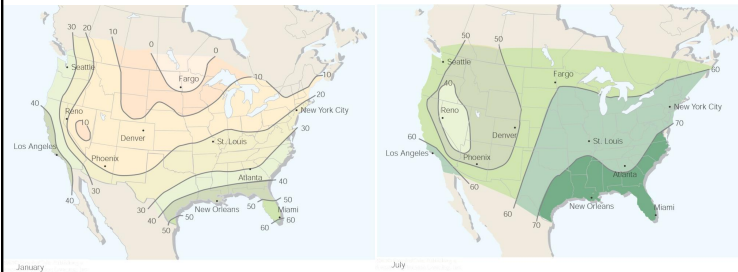 30 20 10 0 0
Seattle
Fargo
10
10
20
40
Reno
10
New York City
Denver
30
St. Louis
Los Angeles
Phoenix
Atlanta
40
30
40
30
New Orleans
50
50
Miami
40
40
50
50
60
60
January
50
50
Seattle
60
Fargo
40
Reno
New York City
Denver
70
60
St. Louis
Los Angeles
Phoenix
Atlanta
60
New Orleans
Miami
60
70
July